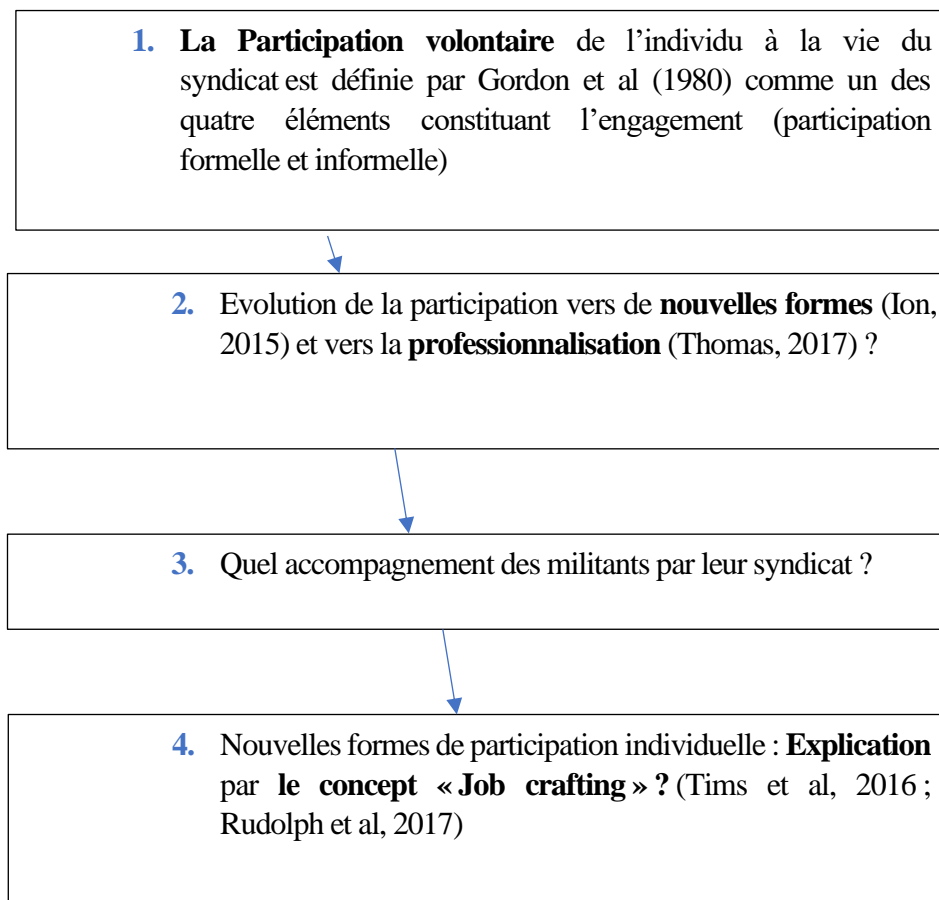 1. La Participation volontaire de l’individu à la vie du
syndicat est définie par Gordon et al (1980) comme un des
quatre éléments constituant l’engagement (participation
formelle et informelle)
2. Evolution de la participation vers de nouvelles formes (Ion,
2015) et vers la professionnalisation (Thomas, 2017) ?
3. Quel accompagnement des militants par leur syndicat ?
4. Nouvelles formes de participation individuelle : Explication
par le concept « Job crafting » ? (Tims et al, 2016 ;
Rudolph et al, 2017)